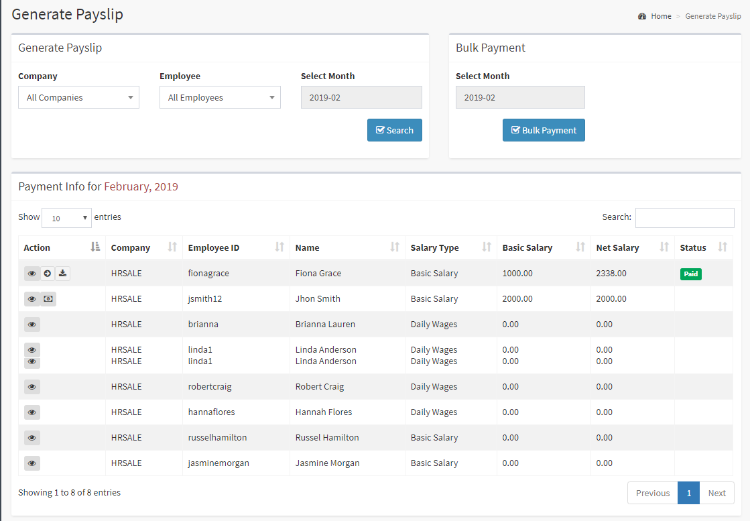 Generate Payslip
Home > Generate Payslip
Generate Payslip
Bulk Payment
Company Employee Select Month
Select Month
All Companies All Employees 2019-02
2019-02
Search
Bulk Payment
Payment Info for February, 2019
Show 10 entries Search:
Action Company Employee ID Name Salary Type Basic Salary Net Salary Status
HRSALE fionagrace Fiona Grace Basic Salary 1000.00 2338.00 Paid
HRSALE jsmith12 Jhon Smith Basic Salary 2000.00 2000.00
HRSALE brianna Brianna Lauren Daily Wages 0.00 0.00
HRSALE linda1 Linda Anderson Daily Wages 0.00 0.00
HRSALE linda1 Linda Anderson Daily Wages 0.00 0.00
HRSALE robertcraig Robert Craig Daily Wages 0.00 0.00
HRSALE hannaflores Hannah Flores Daily Wages 0.00 0.00
HRSALE russelhamilton Russel Hamilton Basic Salary 0.00 0.00
HRSALE jasminemorgan Jasmine Morgan Basic Salary 0.00 0.00
Showing 1 to 8 of 8 entries
Previous 1 Next